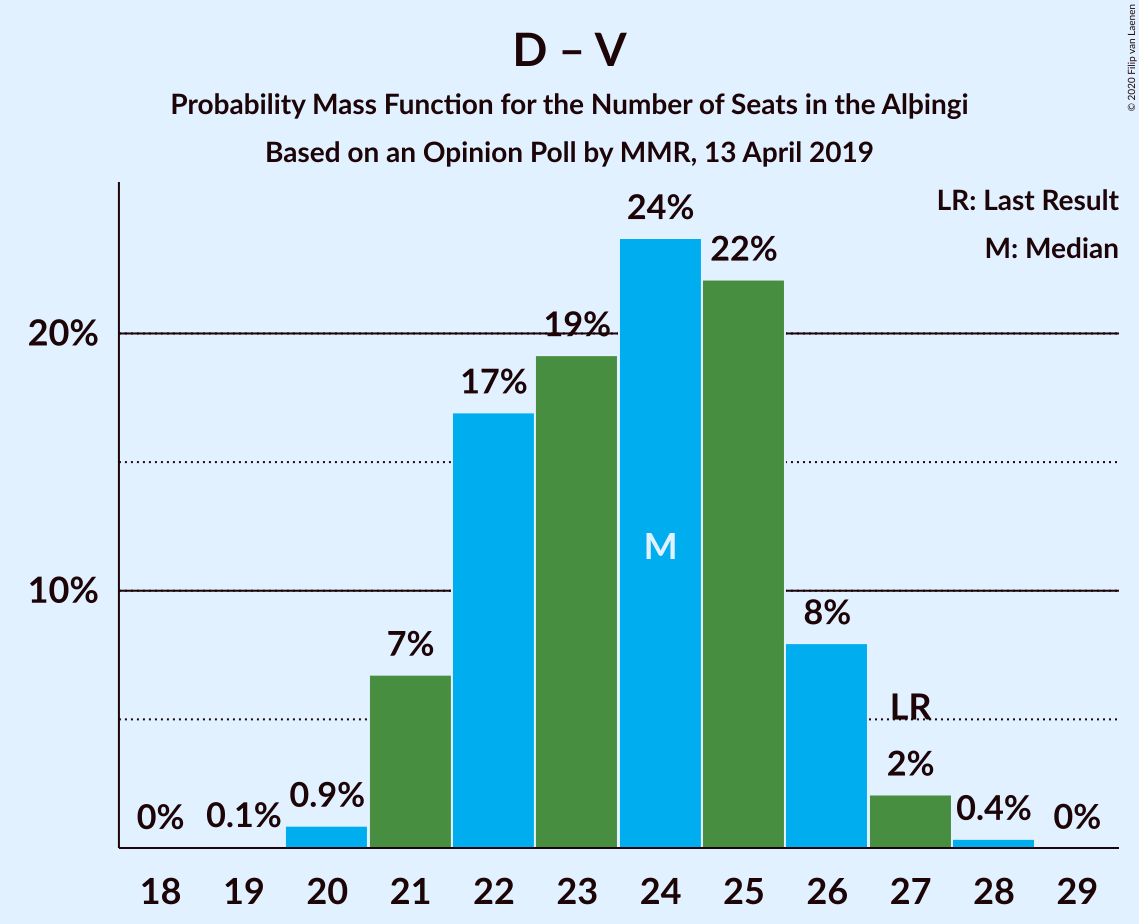 D – V
Probability Mass Function for the Number of Seats in the Alþingi
Based on an Opinion Poll by MMR, 13 April 2019
© 2020 Filip van Laenen
LR: Last Result
M: Median
24%
22%
20%
19%
17%
M
10%
8%
7%
LR
2%
0.9%
0.4%
0%
0.1%
0%
18 19 20 21 22 23 24 25 26 27 28 29